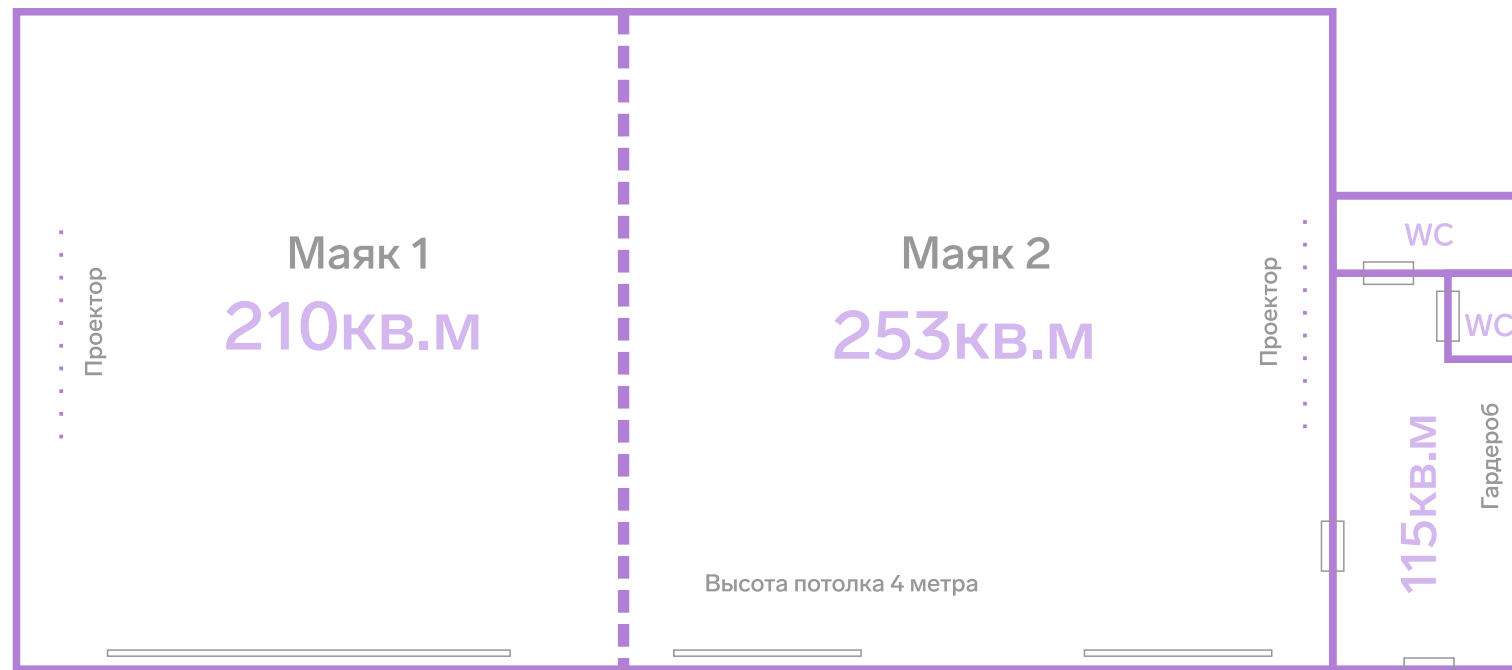 Маяк 1
210кв.м
Проектор
Маяк 2
253кв.м
Проектор
Высота потолка 4 метра
WC
WC
115кв.м
Гардероб